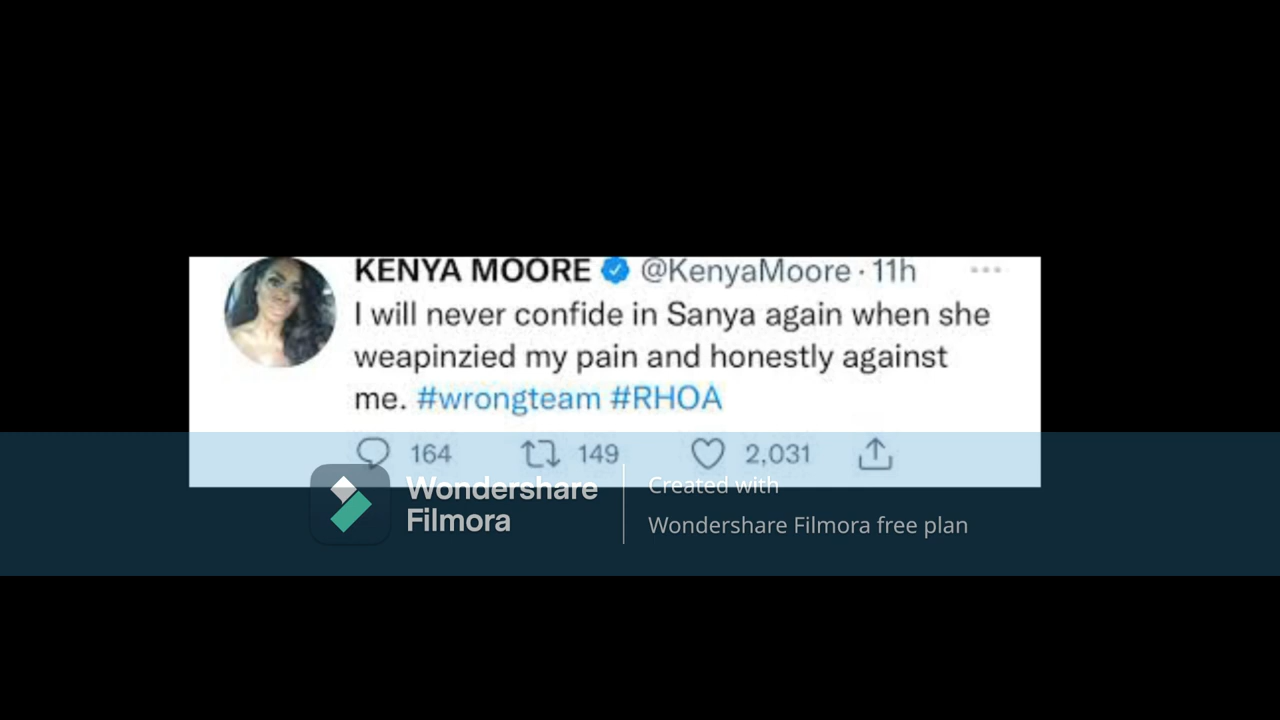 KENYA MOORE @KenyaMoore · 11h
I will never confide in Sanya again when she
weapinzied my pain and honestly against
me. #wrongteam #RHOA
164 149 2,031
Wondershare
Filmora
Created with
Wondershare Filmora free plan